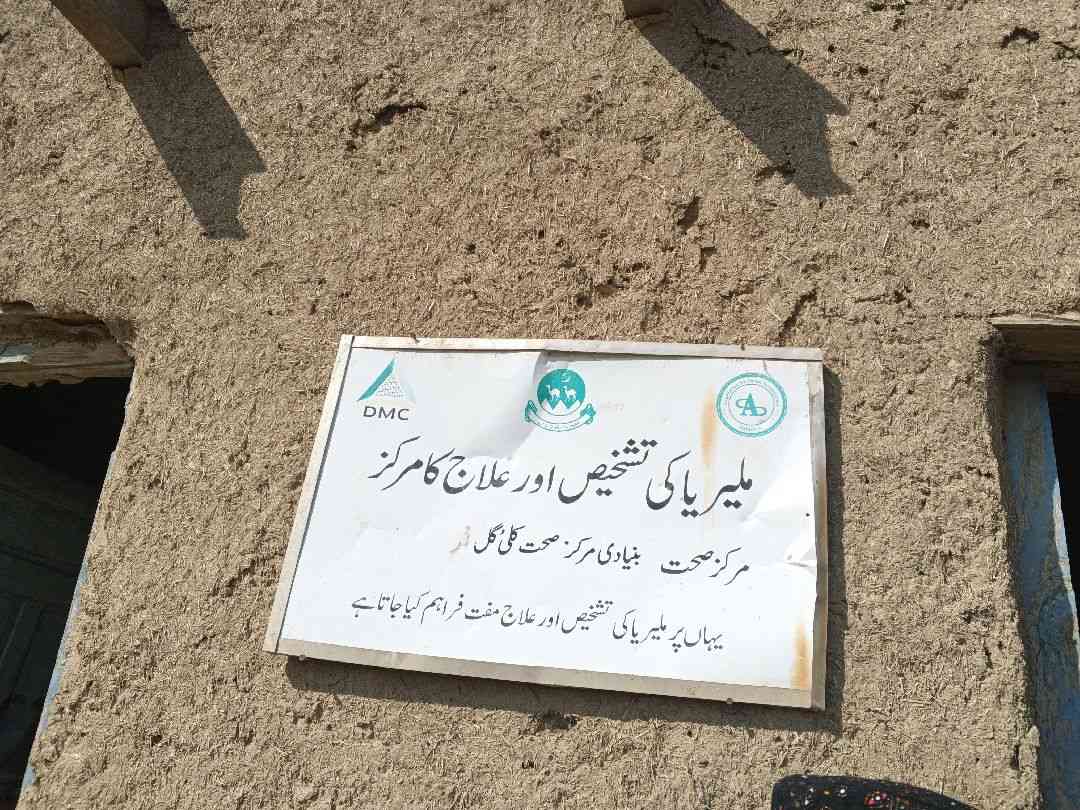 DMC
ملیریا کی تشخیص اور علاج کا مرکز
مرکز صحت بنیادی مرکز صحت کلی گل
یہاں پر ملیریا کی تشخیص اور علاج مفت فراہم کیا جاتا ہے